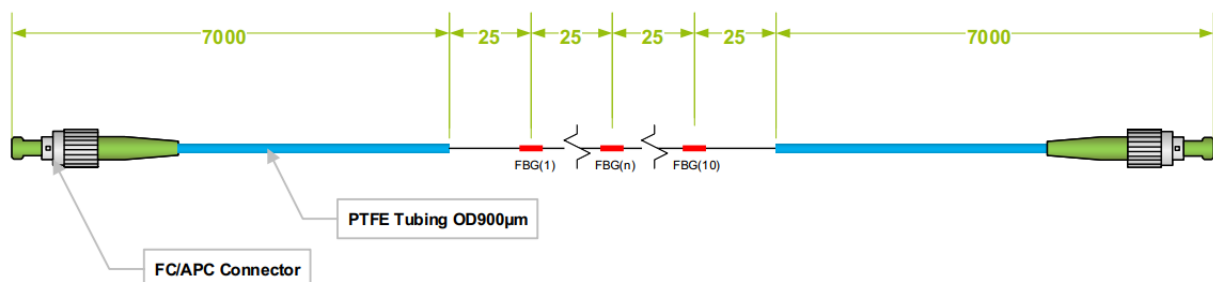 7000 25 25 25 25 7000
FBG(1) FBG(n) FBG(10)
PTFE Tubing OD900µm
FC/APC Connector